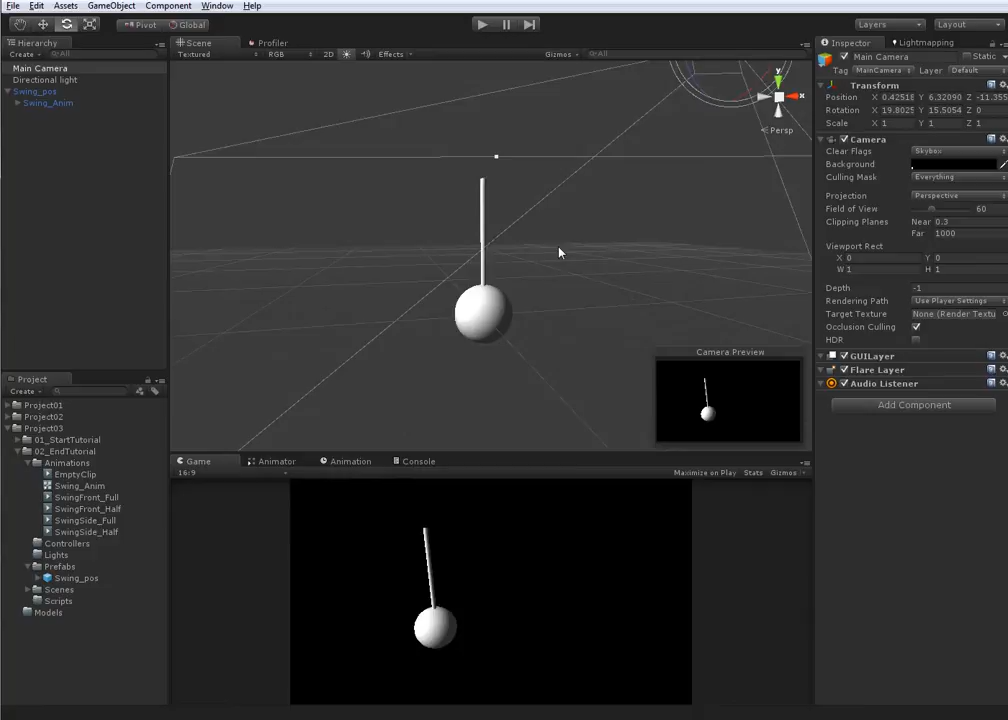 File Edit Assets GameObject Component Window Help
Pivot Global Layers Layout
Hierarchy
Create All
Main Camera
Directional light
Swing_pos
Swing_Anim
Scene Profiler
Textured RGB 2D Effects Gizmos All
y
x
Persp
Camera Preview
Inspector Lightmapping
Main Camera Static
Tag MainCamera Layer Default
Transform
Position X 0.42518 Y 6.32090 Z -11.355
Rotation X 19.8025 Y 15.5054 Z 0
Scale X 1 Y 1 Z 1
Camera
Clear Flags Skybox
Background
Culling Mask Everything
Projection Perspective
Field of View 60
Clipping Planes Near 0.3
Far 1000
Viewport Rect
X 0 Y 0
W 1 H 1
Depth -1
Rendering Path Use Player Settings
Target Texture None (Render Textu
Occlusion Culling
HDR
GUILayer
Flare Layer
Audio Listener
Add Component
Project
Create
Project01
Project02
Project03
01_StartTutorial
02_EndTutorial
Animations
EmptyClip
Swing_Anim
SwingFront_Full
SwingFront_Half
SwingSide_Full
SwingSide_Half
Controllers
Lights
Prefabs
Swing_pos
Scenes
Scripts
Models
Game Animator Animation Console
16:9 Maximize on Play Stats Gizmos